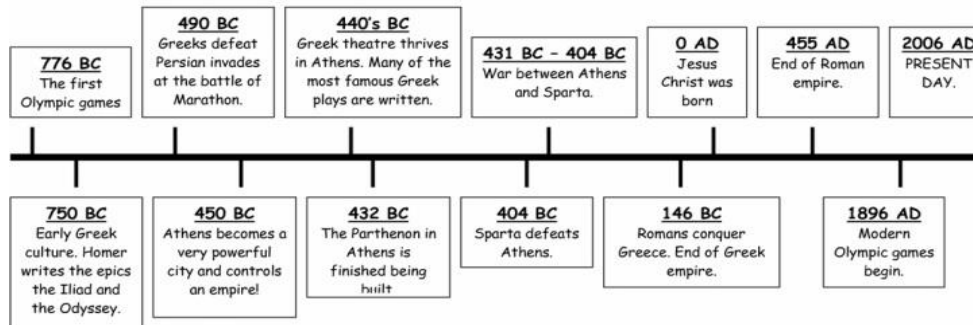 776 BC
The first
Olympic games
490 BC
Greeks defeat
Persian invades
at the battle of
Marathon.
440's BC
Greek theatre thrives
in Athens. Many of
the most famous Greek
plays are written.
431 BC – 404 BC
War between Athens
and Sparta.
0 AD
Jesus
Christ was
born
455 AD
End of Roman
empire.
2006 AD
PRESENT
DAY.
750 BC
Early Greek
culture. Homer
writes the epics
the Iliad and
the Odyssey.
450 BC
Athens becomes a
very powerful
city and controls
an empire!
432 BC
The Parthenon in
Athens is
finished being
built
404 BC
Sparta defeats
Athens.
146 BC
Romans conquer
Greece. End of Greek
empire.
1896 AD
Modern
Olympic games
begin.